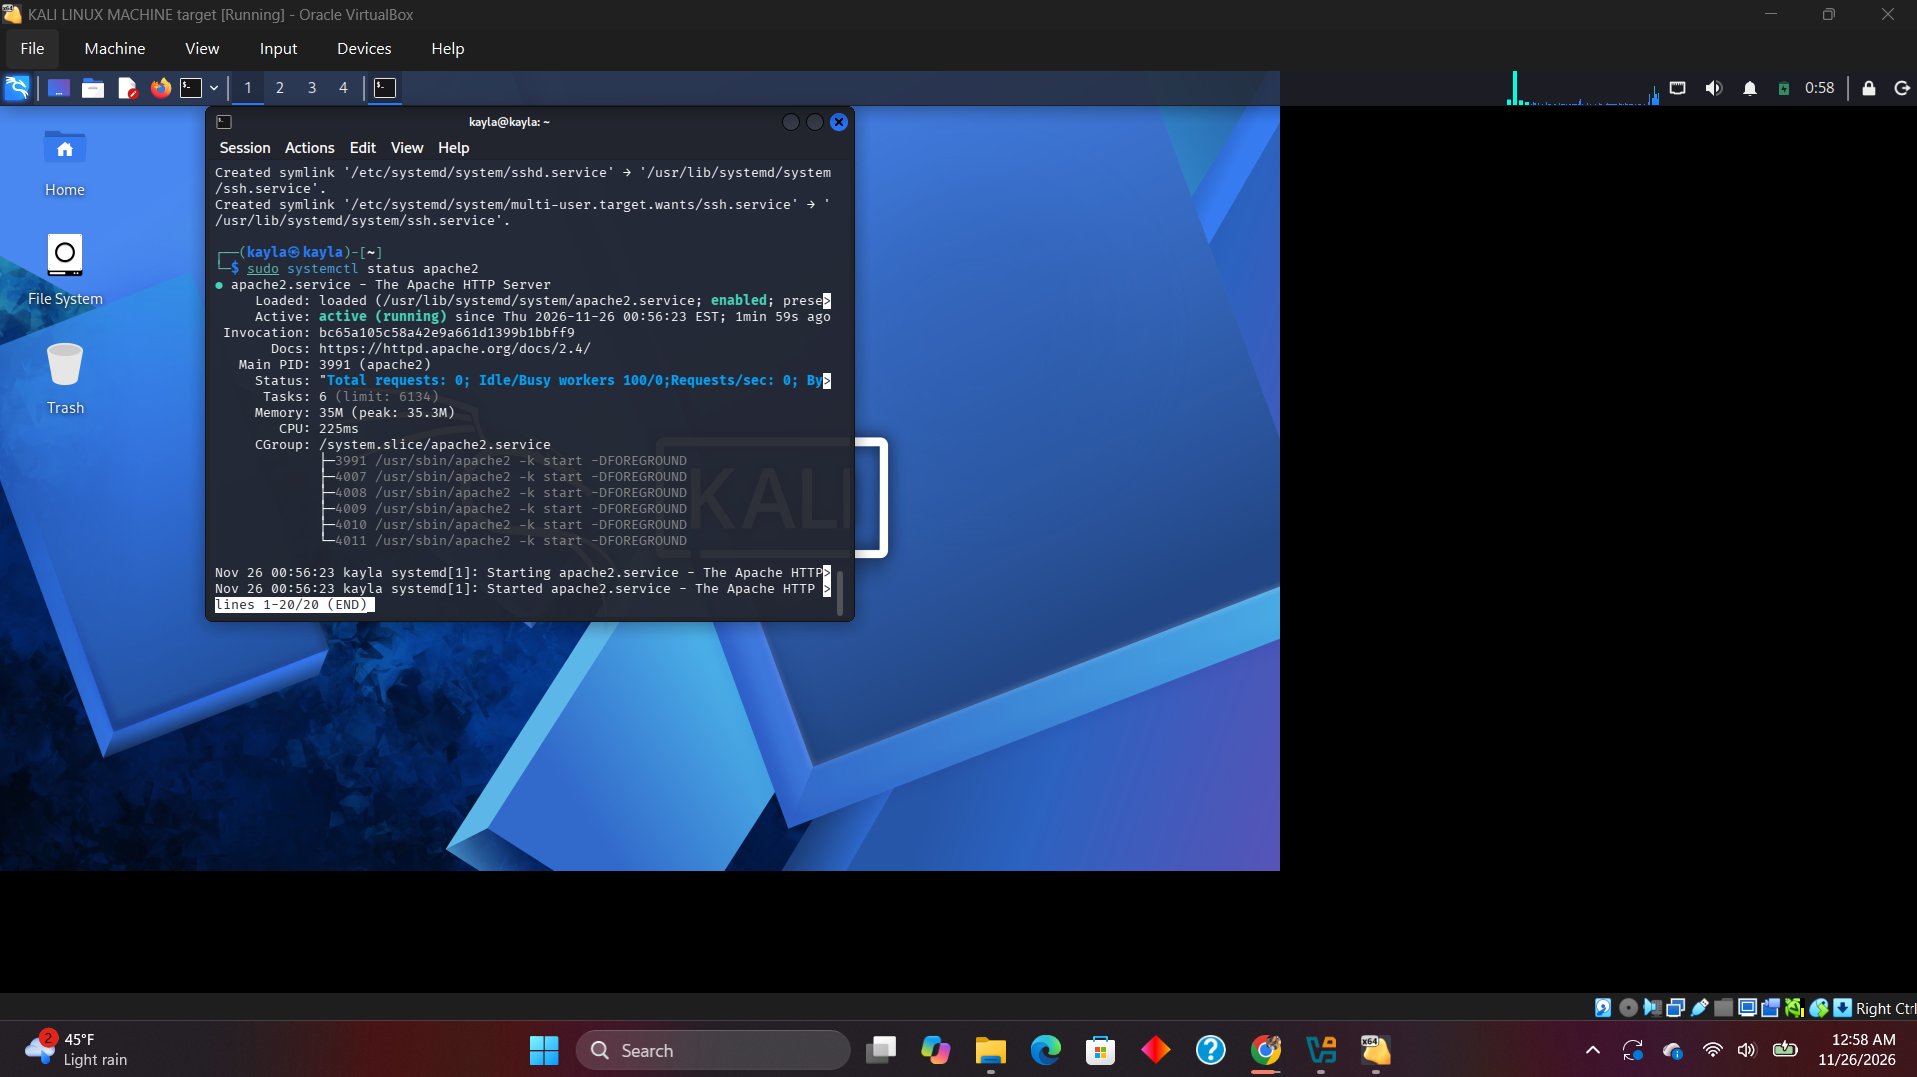 KALI LINUX MACHINE target [Running] - Oracle VirtualBox
File Machine View Input Devices Help
1 2 3 4
0:58
Home
File System
Trash
kayla@kayla: ~
Session Actions Edit View Help
Created symlink '/etc/systemd/system/sshd.service' → '/usr/lib/systemd/system
/ssh.service'.
Created symlink '/etc/systemd/system/multi-user.target.wants/ssh.service' → '
/usr/lib/systemd/system/ssh.service'.
┌──(kayla㉿kayla)-[~]
└─$ sudo systemctl status apache2
● apache2.service - The Apache HTTP Server
Loaded: loaded (/usr/lib/systemd/system/apache2.service; enabled; prese>
Active: active (running) since Thu 2026-11-26 00:56:23 EST; 1min 59s ago
Invocation: bc65a105c58a42e9a661d1399b1bbff9
Docs: https://httpd.apache.org/docs/2.4/
Main PID: 3991 (apache2)
Status: "Total requests: 0; Idle/Busy workers 100/0;Requests/sec: 0; By>
Tasks: 6 (limit: 6134)
Memory: 35M (peak: 35.3M)
CPU: 225ms
CGroup: /system.slice/apache2.service
├─3991 /usr/sbin/apache2 -k start -DFOREGROUND
├─4007 /usr/sbin/apache2 -k start -DFOREGROUND
├─4008 /usr/sbin/apache2 -k start -DFOREGROUND
├─4009 /usr/sbin/apache2 -k start -DFOREGROUND
├─4010 /usr/sbin/apache2 -k start -DFOREGROUND
└─4011 /usr/sbin/apache2 -k start -DFOREGROUND
Nov 26 00:56:23 kayla systemd[1]: Starting apache2.service - The Apache HTTP>
Nov 26 00:56:23 kayla systemd[1]: Started apache2.service - The Apache HTTP >
lines 1-20/20 (END)
KALI
Right Ctrl
2
45°F
Light rain
Search
x64
12:58 AM
11/26/2026